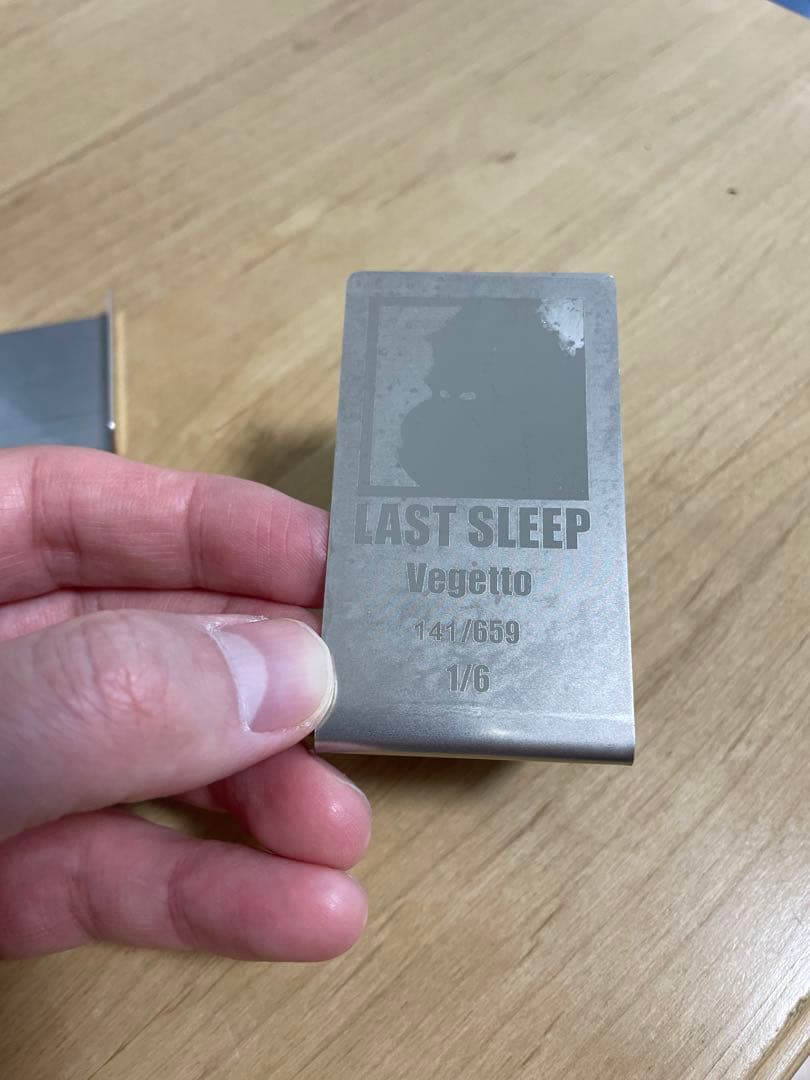 LAST SLEEP
Vegetto
141/659
1/6